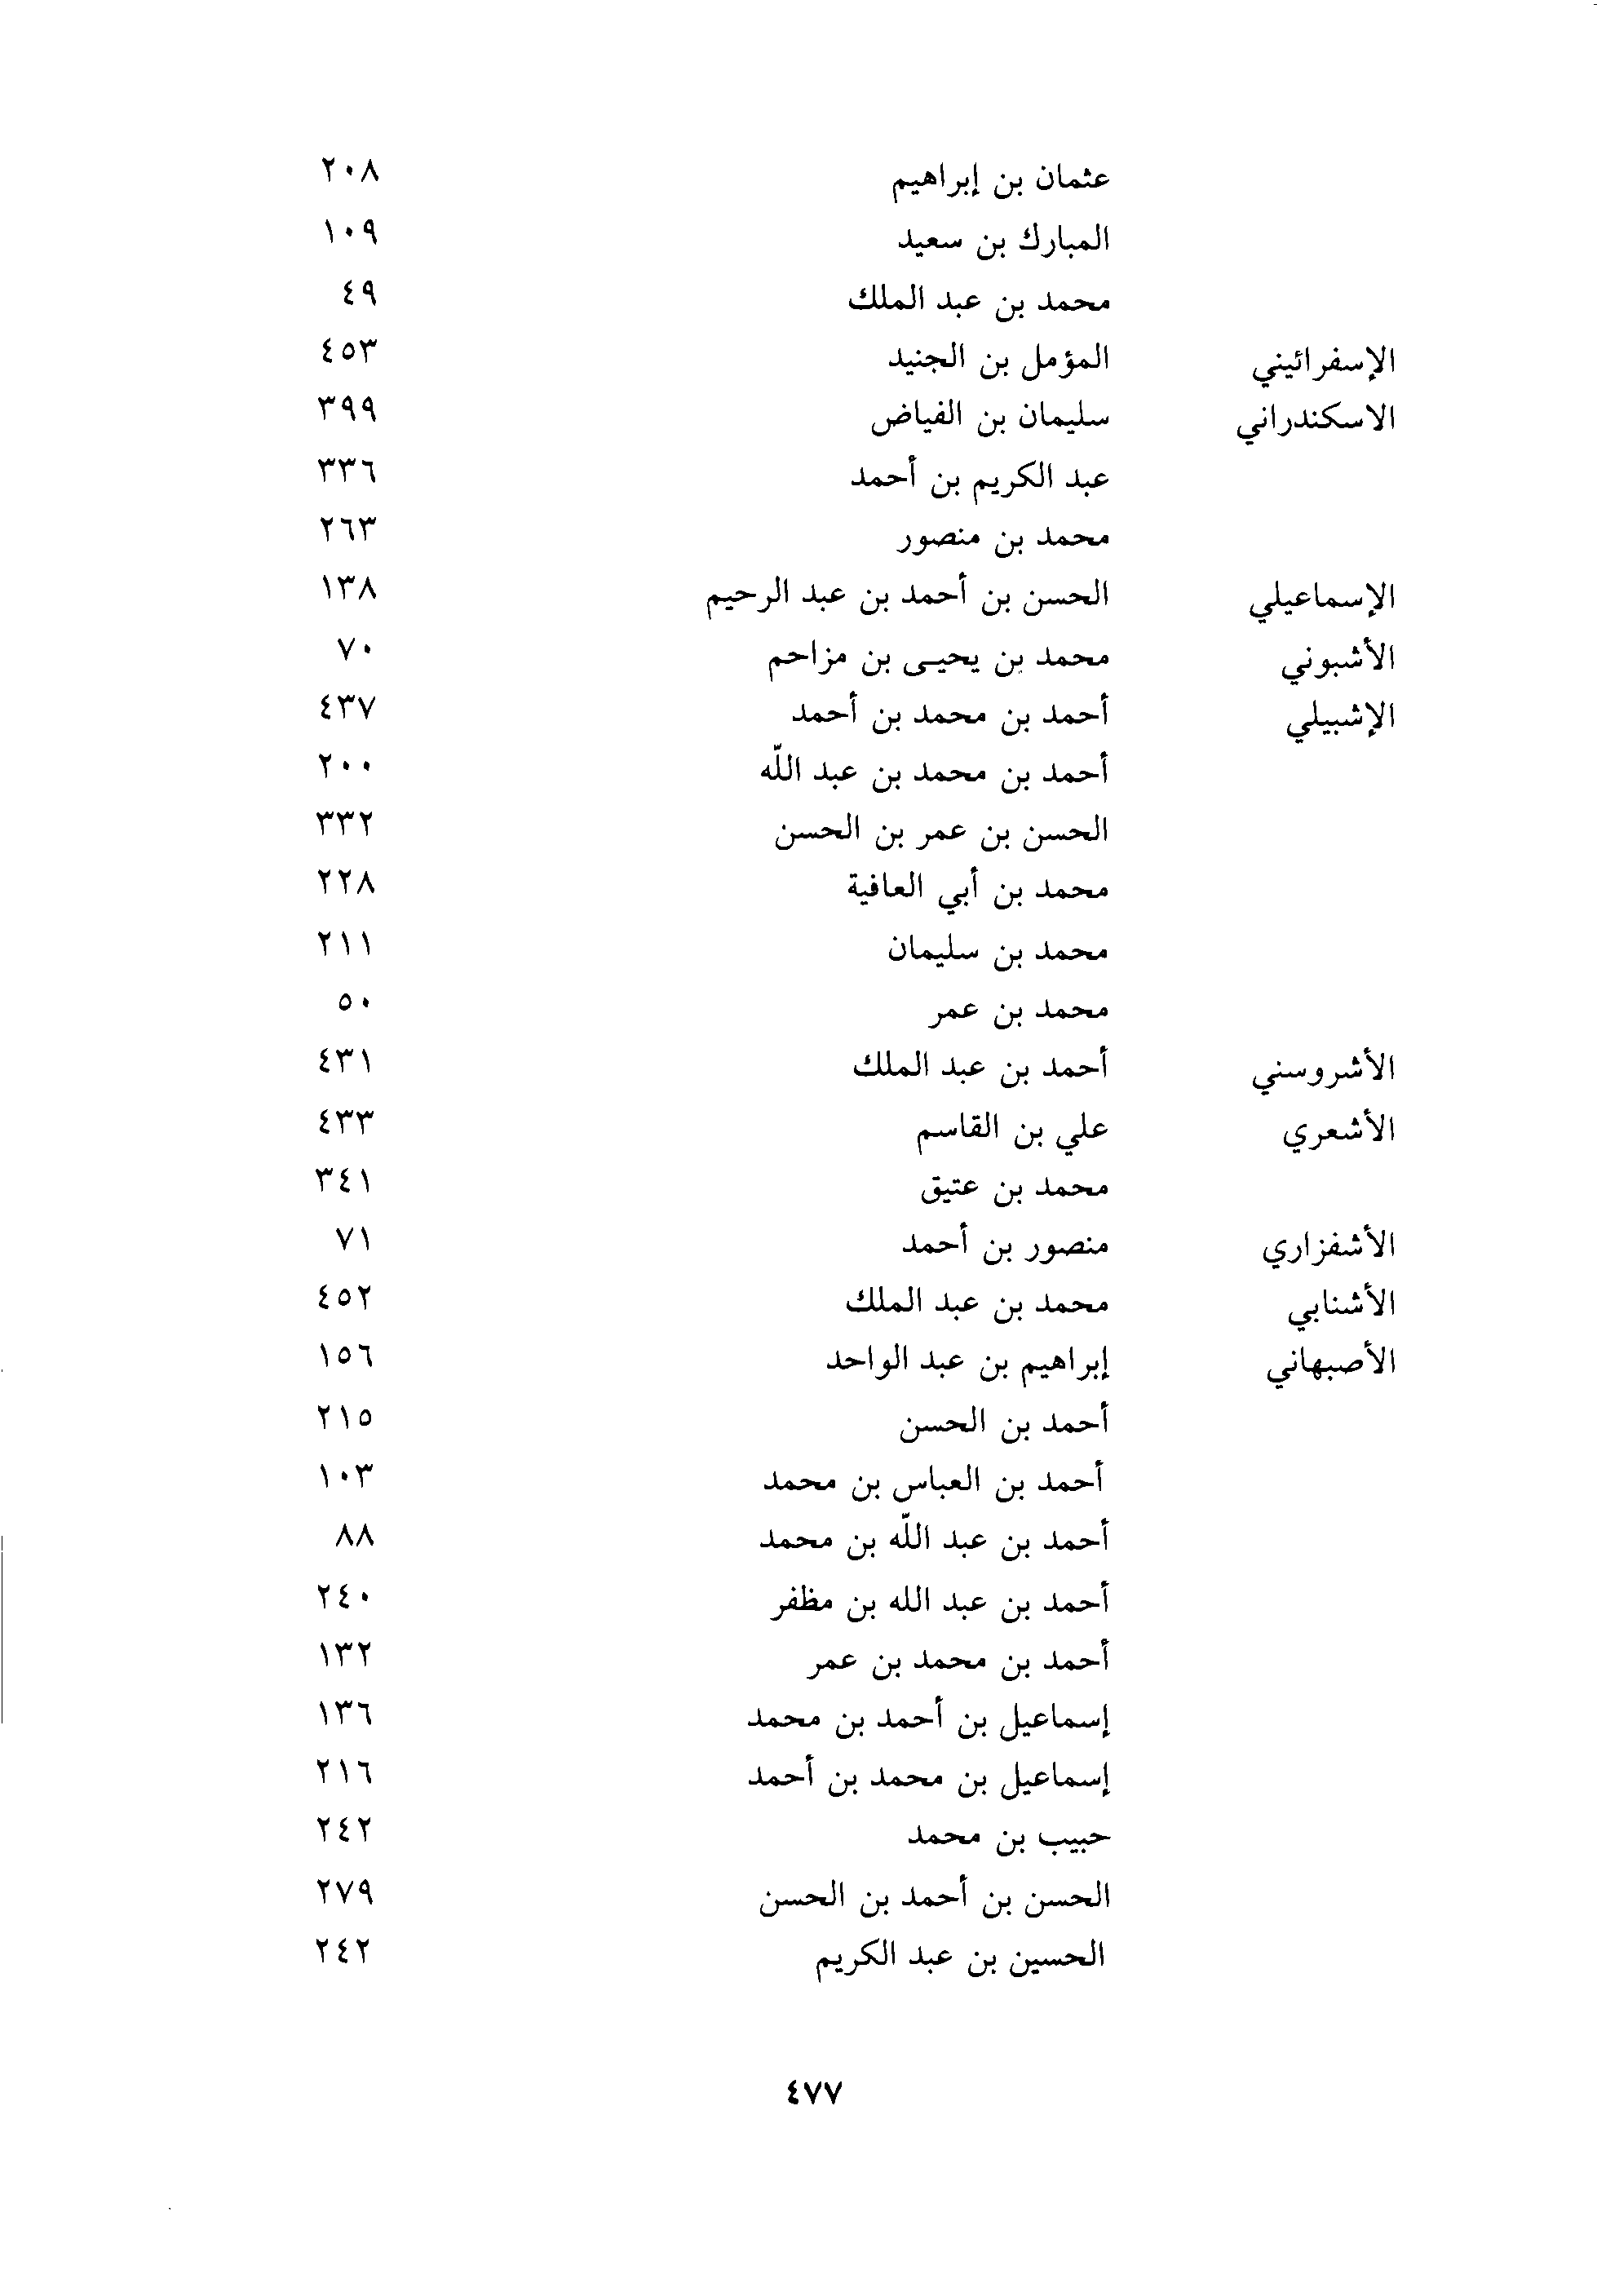 عثمان بن إبراهيم ٢٠٨
المبارك بن سعيد ١٠٩
محمد بن عبد الملك ٤٩
الإسفرائيني المؤمل بن الجنيد ٤٥٣
الاسكندراني سليمان بن الفياض ٣٩٩
عبد الكريم بن أحمد ٣٣٦
محمد بن منصور ٢٦٣
الإسماعيلي الحسن بن أحمد بن عبد الرحيم ١٣٨
الأشبوني محمد بن يحيى بن مزاحم ٧٠
الإشبيلي أحمد بن محمد بن أحمد ٤٣٧
أحمد بن محمد بن عبد اللّه ٢٠٠
الحسن بن عمر بن الحسن ٣٣٢
محمد بن أبي العافية ٢٢٨
محمد بن سليمان ٢١١
محمد بن عمر ٥٠
الأشروسني أحمد بن عبد الملك ٤٣١
الأشعري علي بن القاسم ٤٣٣
محمد بن عتيق ٣٤١
الأشفزاري منصور بن أحمد ٧١
الأشنابي محمد بن عبد الملك ٤٥٢
الأصبهاني إبراهيم بن عبد الواحد ١٥٦
أحمد بن الحسن ٢١٥
أحمد بن العباس بن محمد ١٠٣
أحمد بن عبد اللّه بن محمد ٨٨
أحمد بن عبد الله بن مظفر ٢٤٠
أحمد بن محمد بن عمر ١٣٢
إسماعيل بن أحمد بن محمد ١٣٦
إسماعيل بن محمد بن أحمد ٢١٦
حبيب بن محمد ٢٤٢
الحسن بن أحمد بن الحسن ٢٧٩
الحسين بن عبد الكريم ٢٤٢
٤٧٧